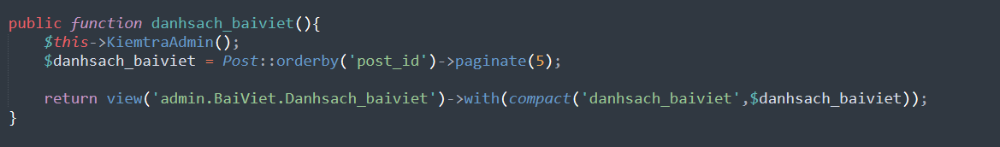 public function danhsach_baiviet(){
$this->KiemtraAdmin();
$danhsach_baiviet = Post::orderby('post_id')->paginate(5);
return view('admin.BaiViet.Danhsach_baiviet')->with(compact('danhsach_baiviet',$danhsach_baiviet));
}